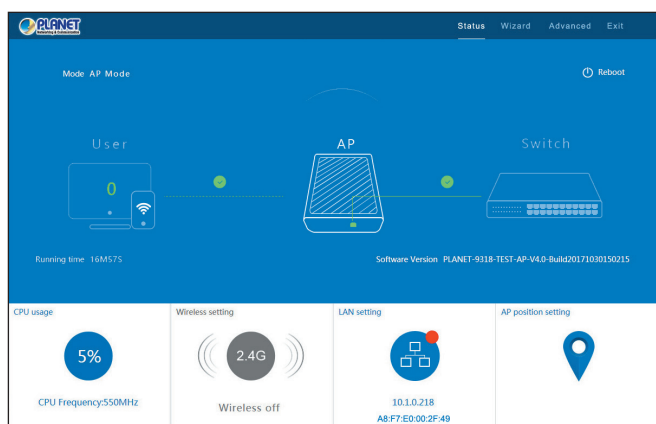 PLANET
Networking & Communication
Status Wizard Advanced Exit
Mode AP Mode
Reboot
User
AP
Switch
0
Running time 16M57S
Software Version PLANET-9318-TEST-AP-V4.0-Build20171030150215
CPU usage
Wireless setting
LAN setting
AP position setting
5%
2.4G
CPU Frequency:550MHz
Wireless off
10.1.0.218
A8:F7:E0:00:2F:49